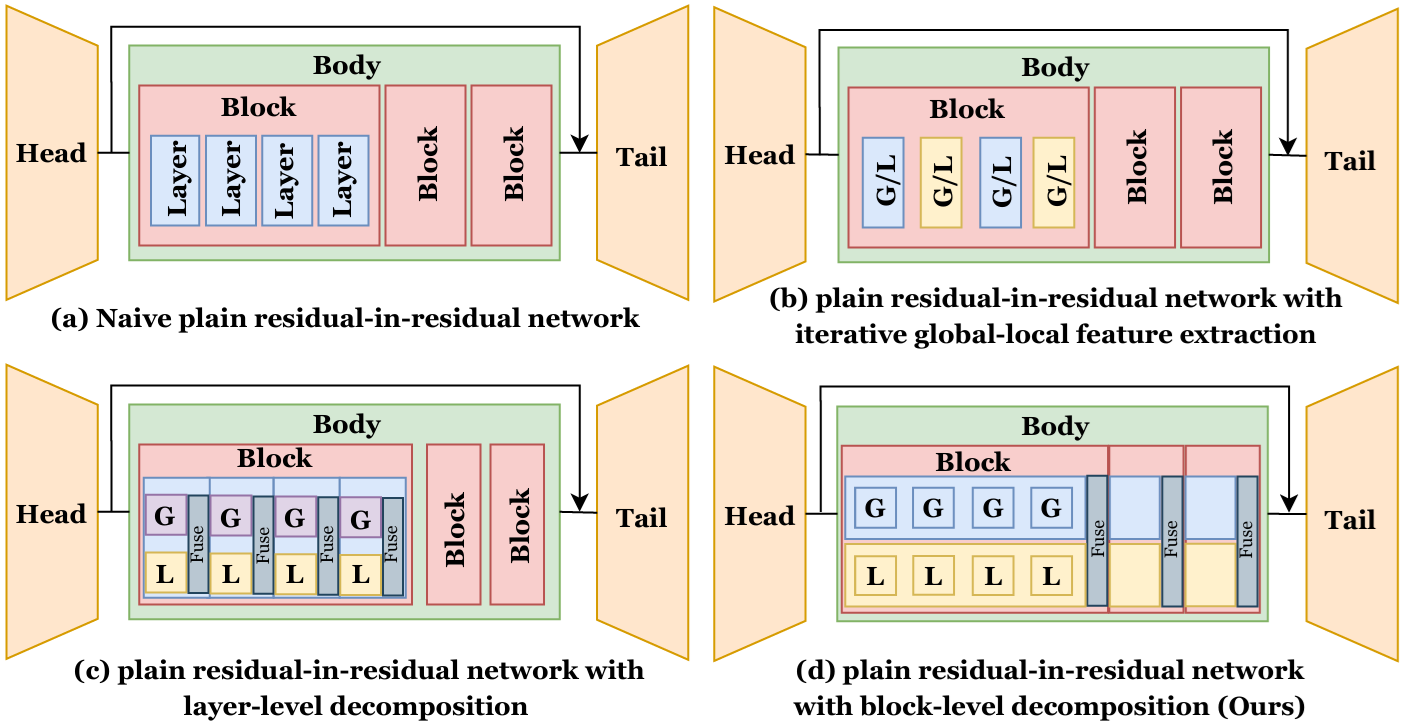 Body
Block
Head
Layer
Layer
Layer
Layer
Block
Block
Tail
(a) Naive plain residual-in-residual network
Body
Block
Head
G/L
G/L
G/L
G/L
Block
Block
Tail
(b) plain residual-in-residual network with
iterative global-local feature extraction
Body
Block
Head
G
G
G
G
Fuse
Fuse
Fuse
Fuse
L
L
L
L
Block
Block
Tail
(c) plain residual-in-residual network with
layer-level decomposition
Body
Block
Head
G
G
G
G
L
L
L
L
Fuse
Fuse
Fuse
Tail
(d) plain residual-in-residual network
with block-level decomposition (Ours)